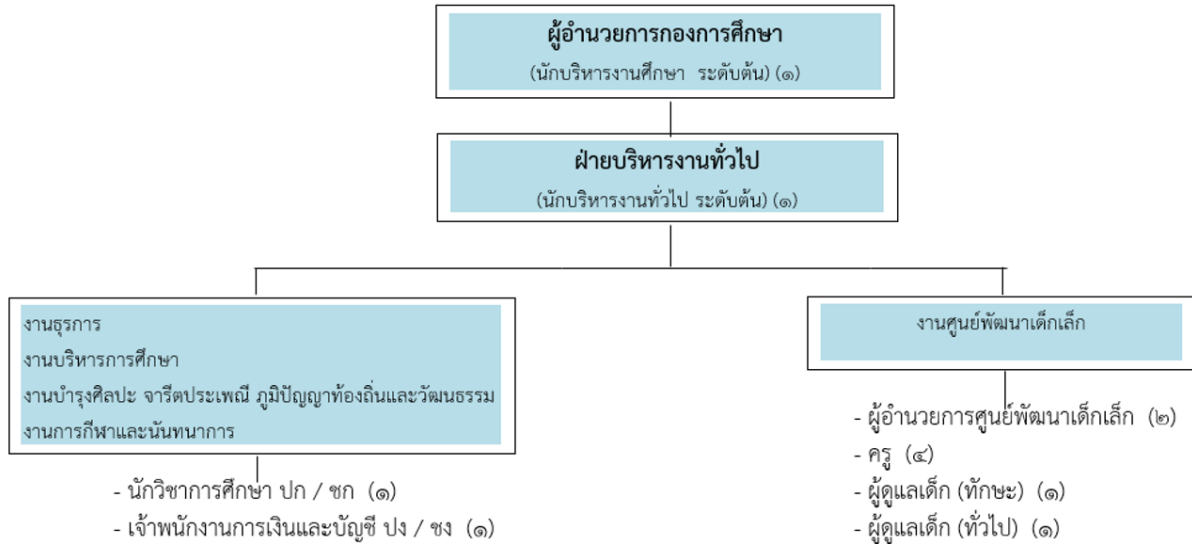 ผู้อำนวยการกองการศึกษา
(นักบริหารงานศึกษา ระดับต้น) (๑)
ฝ่ายบริหารงานทั่วไป
(นักบริหารงานทั่วไป ระดับต้น) (๑)
งานธุรการ
งานบริหารการศึกษา
งานบำรุงศิลปะ จารีตประเพณี ภูมิปัญญาท้องถิ่นและวัฒนธรรม
งานการกีฬาและนันทนาการ
- นักวิชาการศึกษา ปก / ชก (๑)
- เจ้าพนักงานการเงินและบัญชี ปง / ชง (๑)
งานศูนย์พัฒนาเด็กเล็ก
- ผู้อำนวยการศูนย์พัฒนาเด็กเล็ก (๒)
- ครู (๔)
- ผู้ดูแลเด็ก (ทักษะ) (๑)
- ผู้ดูแลเด็ก (ทั่วไป) (๑)